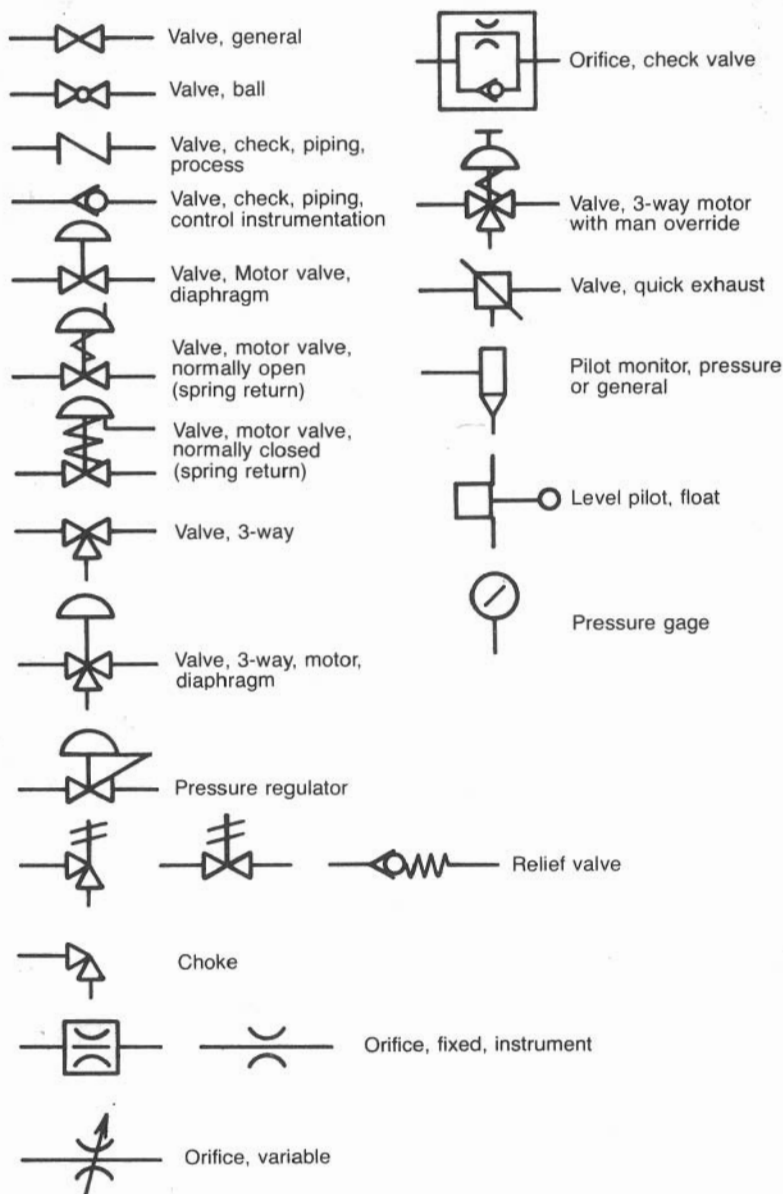 Valve, general
Valve, ball
Valve, check, piping,
process
Valve, check, piping,
control instrumentation
Valve, Motor valve,
diaphragm
Valve, motor valve,
normally open
(spring return)
Valve, motor valve,
normally closed
(spring return)
Valve, 3-way
Valve, 3-way, motor,
diaphragm
Pressure regulator
Relief valve
Choke
Orifice, fixed, instrument
Orifice, variable
Orifice, check valve
Valve, 3-way motor
with man override
Valve, quick exhaust
Pilot monitor, pressure
or general
Level pilot, float
Pressure gage